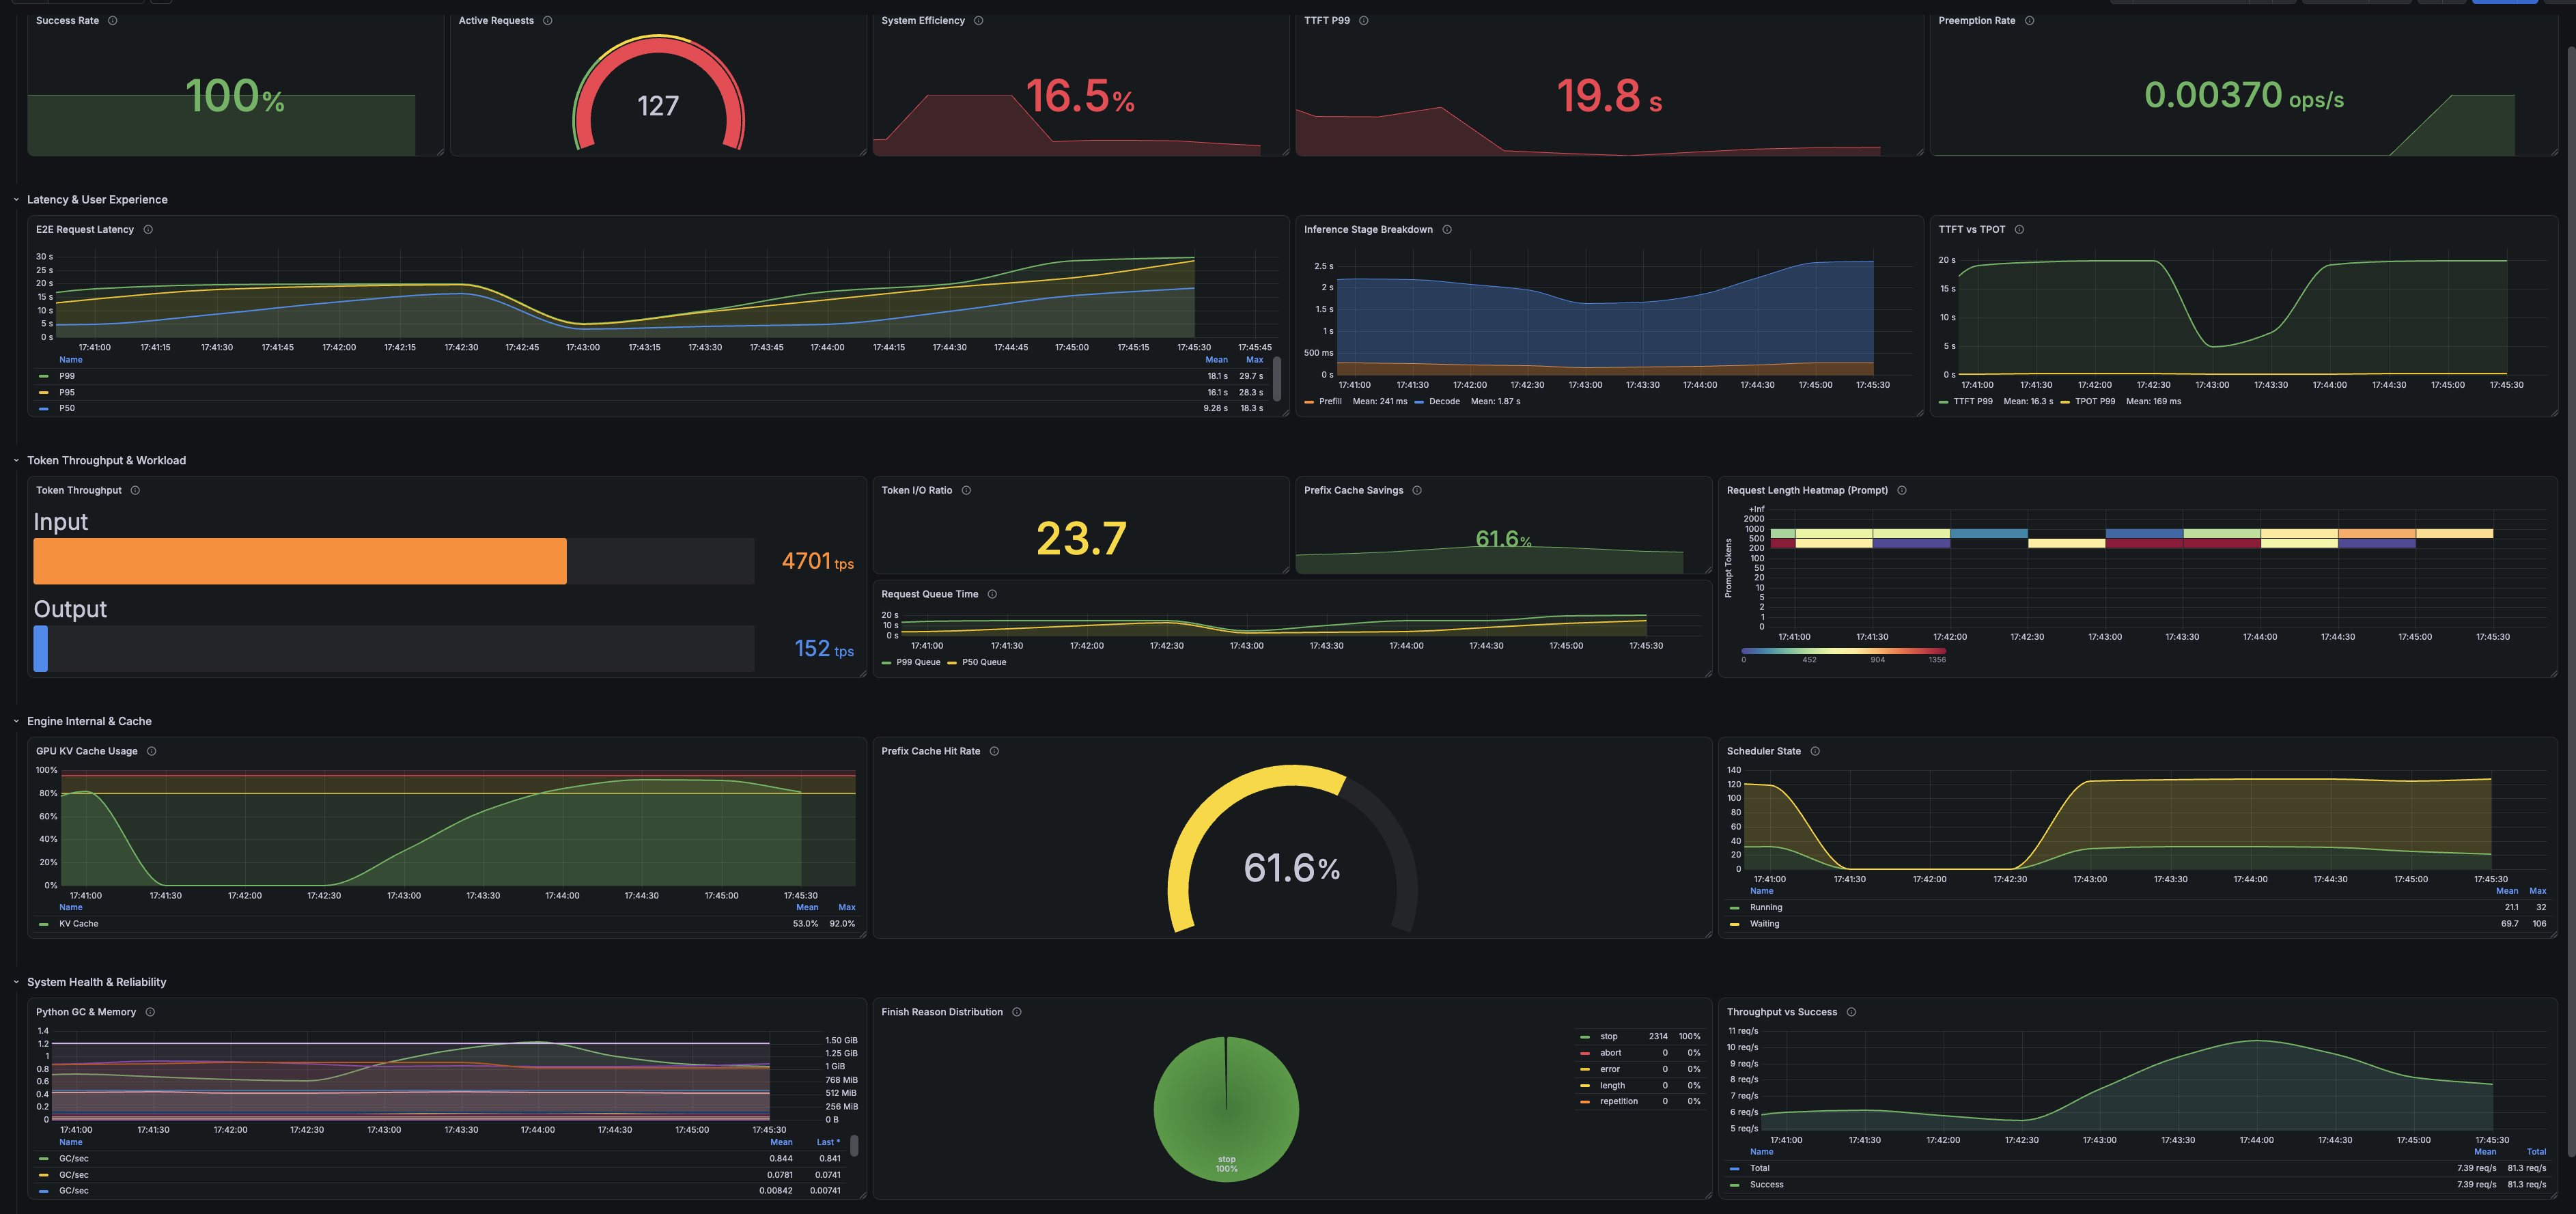 Success Rate
Active Requests
System Efficiency
TTFT P99
Preemption Rate
100%
127
16.5%
19.8 s
0.00370 ops/s
Latency & User Experience
E2E Request Latency
30 s
25 s
20 s
15 s
10 s
5 s
0 s
17:41:00 17:41:15 17:41:30 17:41:45 17:42:00 17:42:15 17:42:30 17:42:45 17:43:00 17:43:15 17:43:30 17:43:45 17:44:00 17:44:15 17:44:30 17:44:45 17:45:00 17:45:15 17:45:30 17:45:45
Name Mean Max
P99 18.1 s 29.7 s
P95 16.1 s 28.3 s
P50 9.28 s 18.3 s
Inference Stage Breakdown
2.5 s
2 s
1.5 s
1 s
500 ms
0 s
17:41:00 17:41:30 17:42:00 17:42:30 17:43:00 17:43:30 17:44:00 17:44:30 17:45:00 17:45:30
Prefill Mean: 241 ms Decode Mean: 1.87 s
TTFT vs TPOT
20 s
15 s
10 s
5 s
0 s
17:41:00 17:41:30 17:42:00 17:42:30 17:43:00 17:43:30 17:44:00 17:44:30 17:45:00 17:45:30
TTFT P99 Mean: 16.3 s TPOT P99 Mean: 169 ms
Token Throughput & Workload
Token Throughput
Input
4701 tps
Output
152 tps
Token I/O Ratio
23.7
Prefix Cache Savings
61.6%
Request Queue Time
20 s
10 s
0 s
17:41:00 17:41:30 17:42:00 17:42:30 17:43:00 17:43:30 17:44:00 17:44:30 17:45:00 17:45:30
P99 Queue P50 Queue
Request Length Heatmap (Prompt)
Prompt Tokens
+Inf
2000
1000
500
200
100
50
20
10
5
2
1
0
17:41:00 17:41:30 17:42:00 17:42:30 17:43:00 17:43:30 17:44:00 17:44:30 17:45:00 17:45:30
0 452 904 1356
Engine Internal & Cache
GPU KV Cache Usage
100%
80%
60%
40%
20%
0%
17:41:00 17:41:30 17:42:00 17:42:30 17:43:00 17:43:30 17:44:00 17:44:30 17:45:00 17:45:30
Name Mean Max
KV Cache 53.0% 92.0%
Prefix Cache Hit Rate
61.6%
Scheduler State
140
120
100
80
60
40
20
0
17:41:00 17:41:30 17:42:00 17:42:30 17:43:00 17:43:30 17:44:00 17:44:30 17:45:00 17:45:30
Name Mean Max
Running 21.1 32
Waiting 69.7 106
System Health & Reliability
Python GC & Memory
1.4
1.2
1
0.8
0.6
0.4
0.2
0
1.50 GiB
1.25 GiB
1 GiB
768 MiB
512 MiB
256 MiB
0 B
17:41:00 17:41:30 17:42:00 17:42:30 17:43:00 17:43:30 17:44:00 17:44:30 17:45:00 17:45:30
Name Mean Last *
GC/sec 0.844 0.841
GC/sec 0.0781 0.0741
GC/sec 0.00842 0.00741
Finish Reason Distribution
stop
100%
stop 2314 100%
abort 0 0%
error 0 0%
length 0 0%
repetition 0 0%
Throughput vs Success
11 req/s
10 req/s
9 req/s
8 req/s
7 req/s
6 req/s
5 req/s
17:41:00 17:41:30 17:42:00 17:42:30 17:43:00 17:43:30 17:44:00 17:44:30 17:45:00 17:45:30
Name Mean Total
Total 7.39 req/s 81.3 req/s
Success 7.39 req/s 81.3 req/s